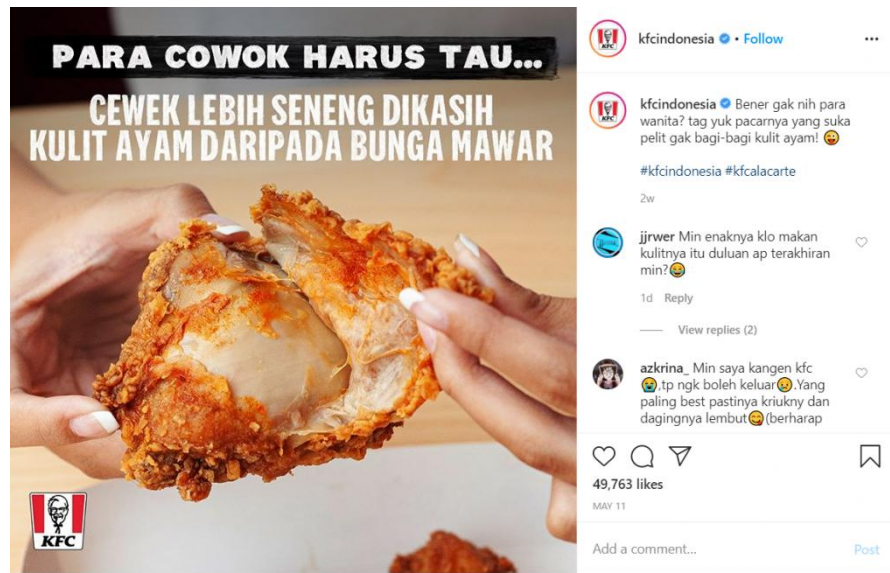 PARA COWOK HARUS TAU...
CEWEK LEBIH SENENG DIKASIH
KULIT AYAM DARIPADA BUNGA MAWAR
KFC
kfcindonesia • Follow
kfcindonesia Bener gak nih para
wanita? tag yuk pacarnya yang suka
pelit gak bagi-bagi kulit ayam! 😜
#kfcindonesia #kfcalacarte
2w
jjrwer Min enaknya klo makan
kulitnya itu duluan ap terakhiran
min?😂
1d Reply
View replies (2)
azkrina_ Min saya kangen kfc
😭,tp ngk boleh keluar😢.Yang
paling best pastinya kriukny dan
dagingnya lembut😋(berharap
49,763 likes
MAY 11
Add a comment...
Post